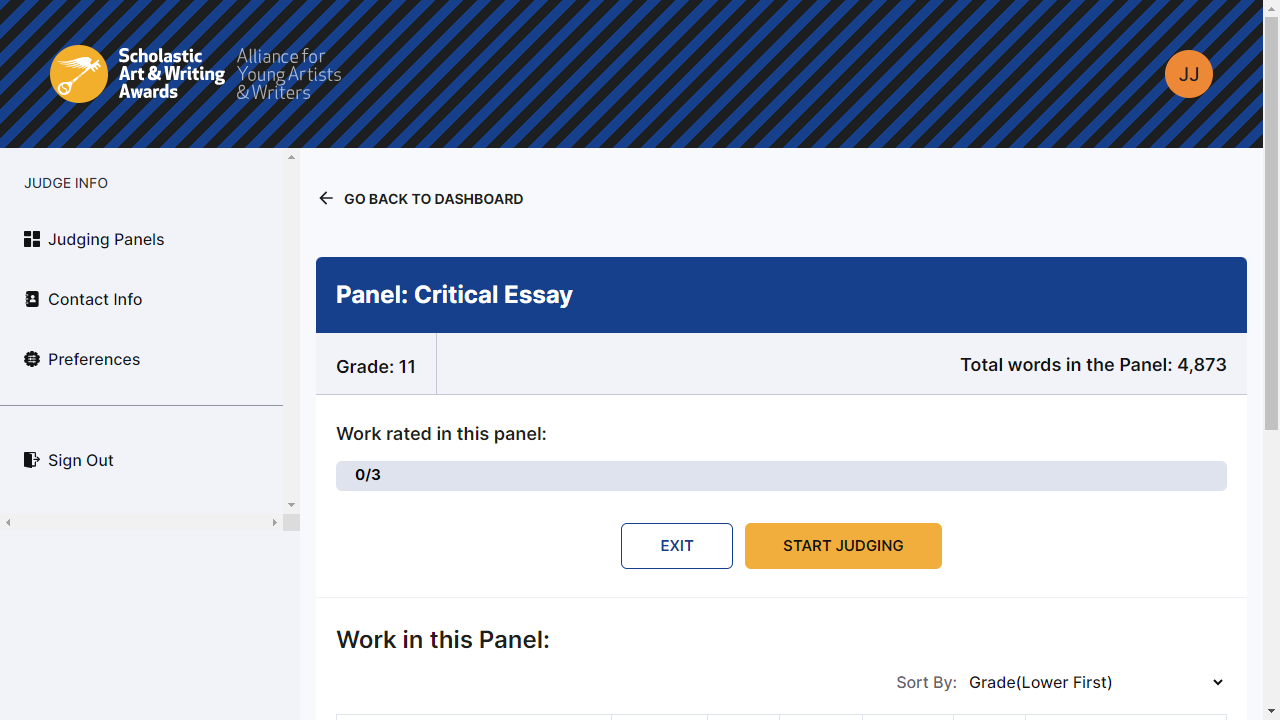 Scholastic
Art & Writing
Awards
Alliance for
Young Artists
& Writers
JJ
JUDGE INFO
Judging Panels
Contact Info
Preferences
Sign Out
GO BACK TO DASHBOARD
Panel: Critical Essay
Grade: 11
Total words in the Panel: 4,873
Work rated in this panel:
0/3
EXIT
START JUDGING
Work in this Panel:
Sort By: Grade(Lower First)